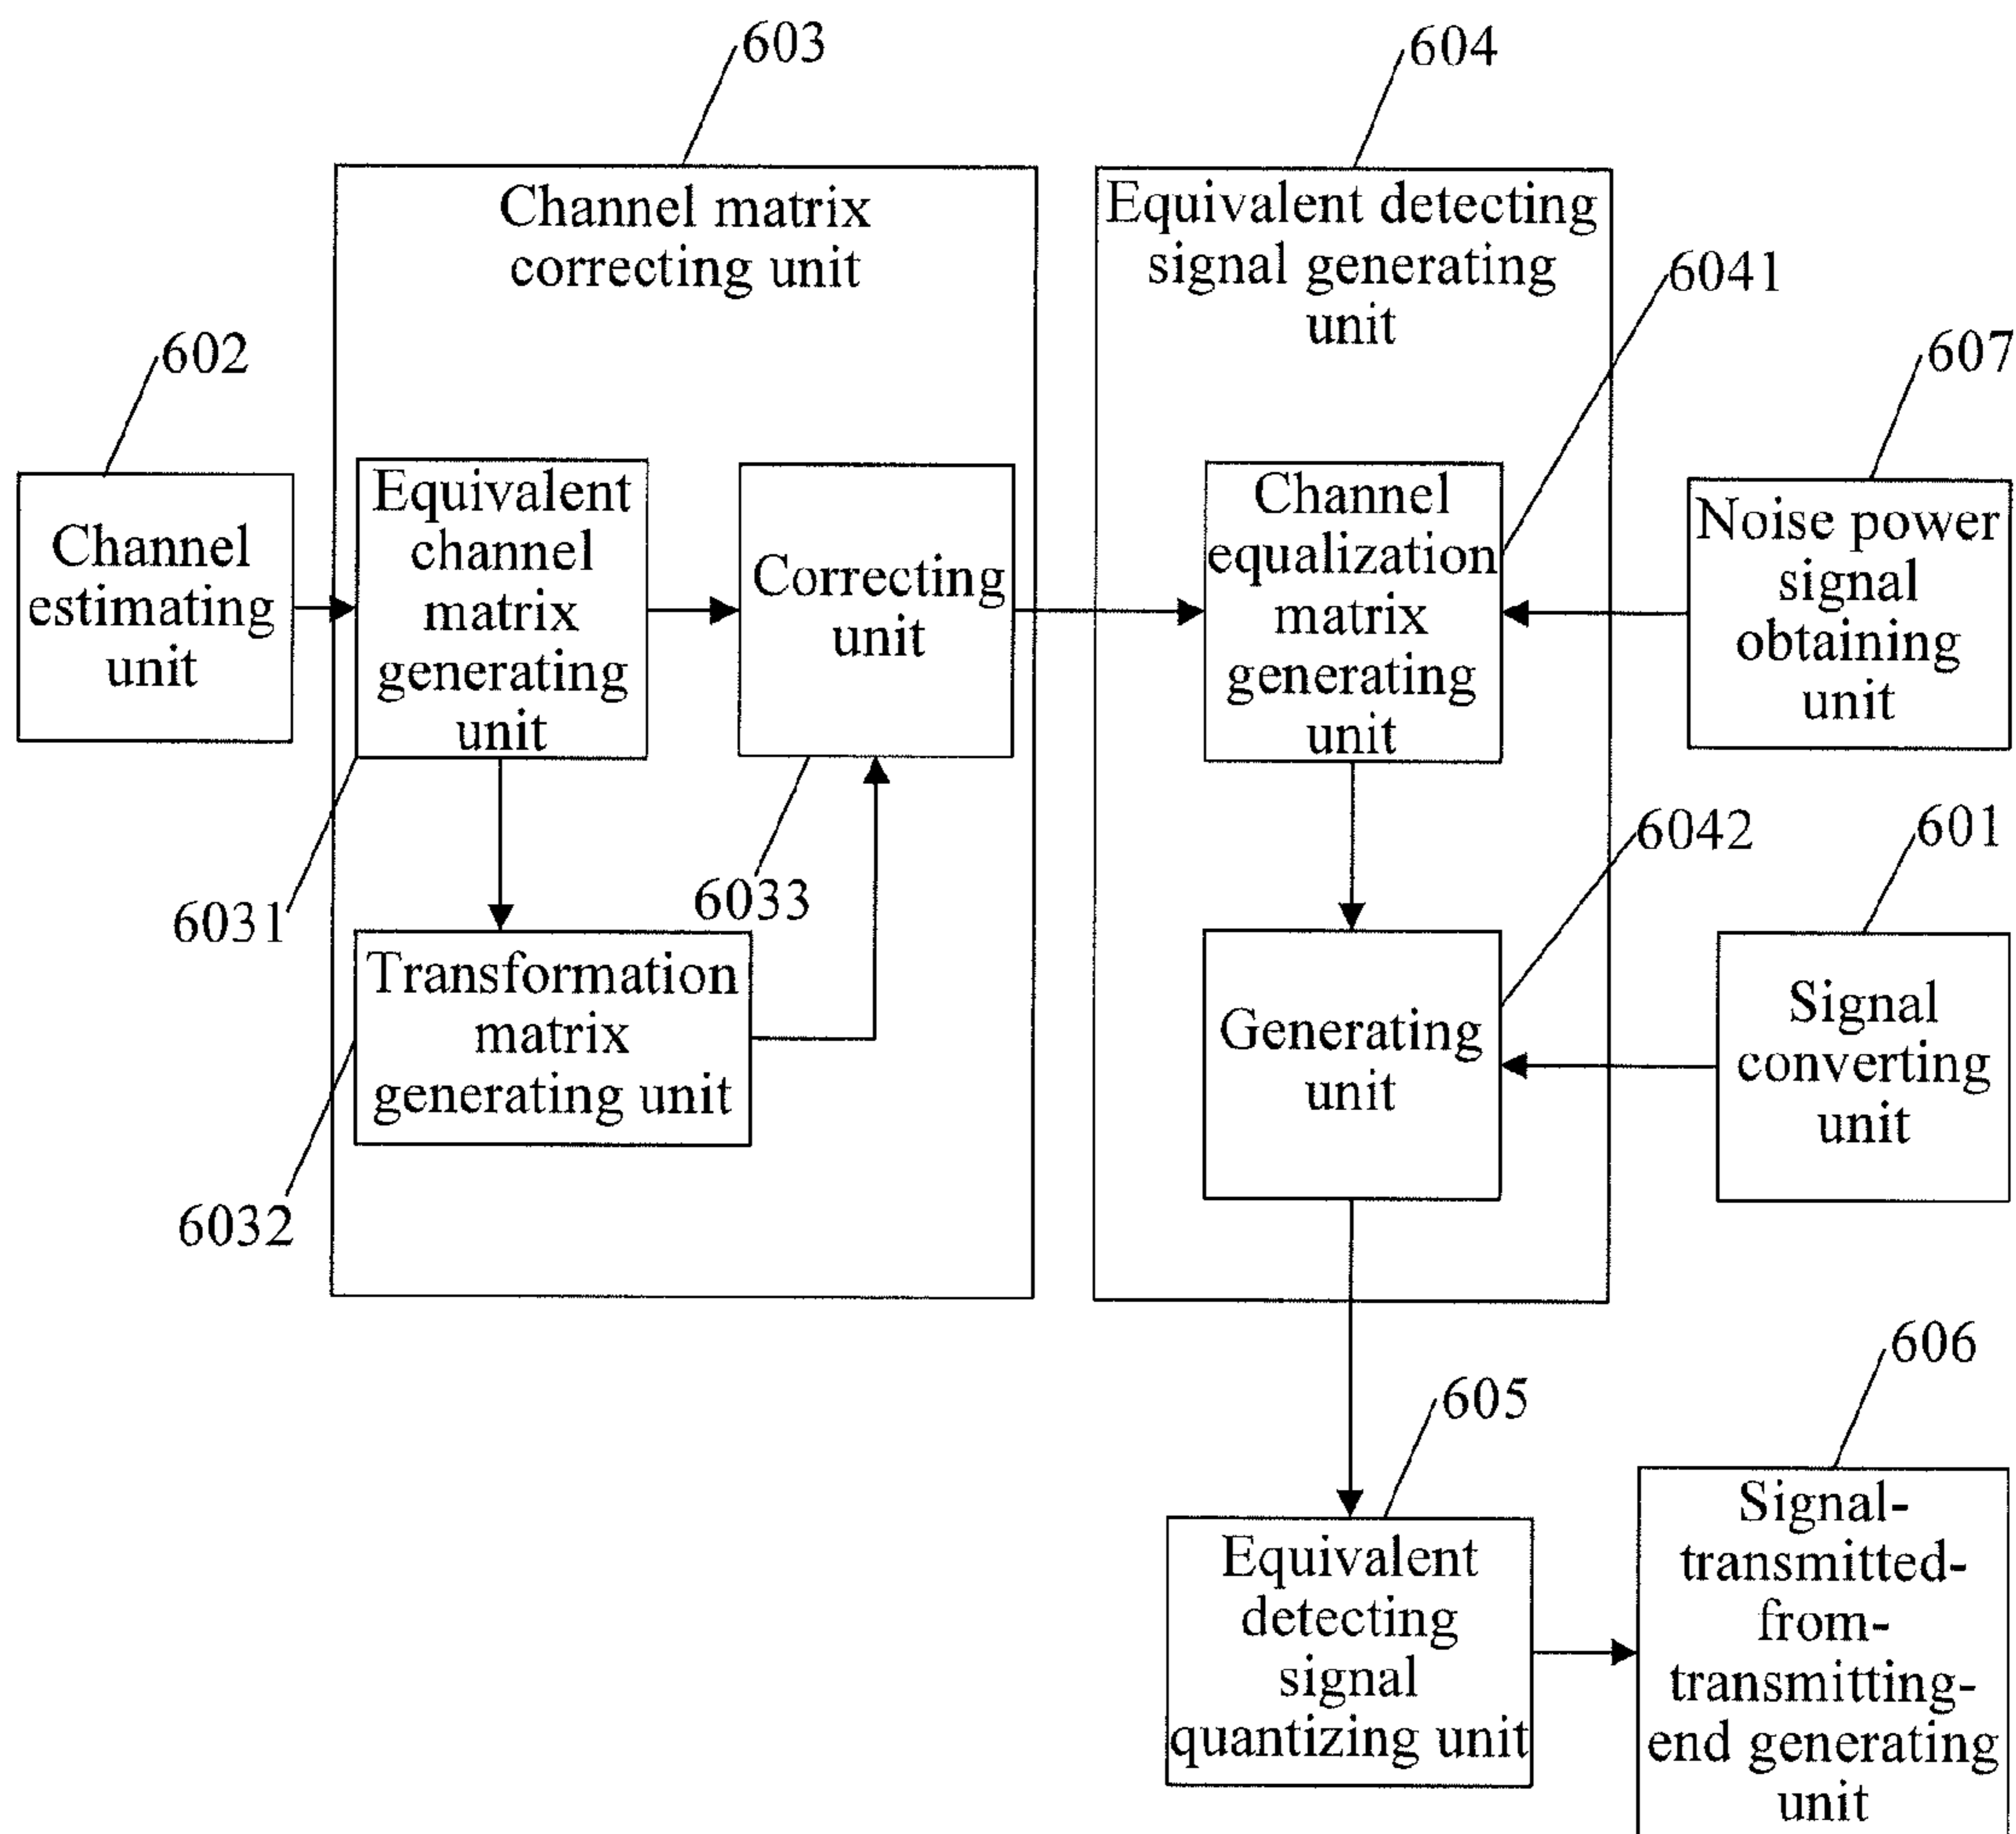 603
604
Channel matrix
correcting unit
Equivalent detecting
signal generating
unit
6041
602
607
Channel
estimating
unit
Equivalent
channel
matrix
generating
unit
Correcting
unit
Channel
equalization
matrix
generating
unit
Noise power
signal
obtaining
unit
6031
6033
6042
601
Transformation
matrix
generating unit
Generating
unit
Signal
converting
unit
6032
605
606
Equivalent
detecting
signal
quantizing unit
Signal-
transmitted-
from-
transmitting-
end generating
unit